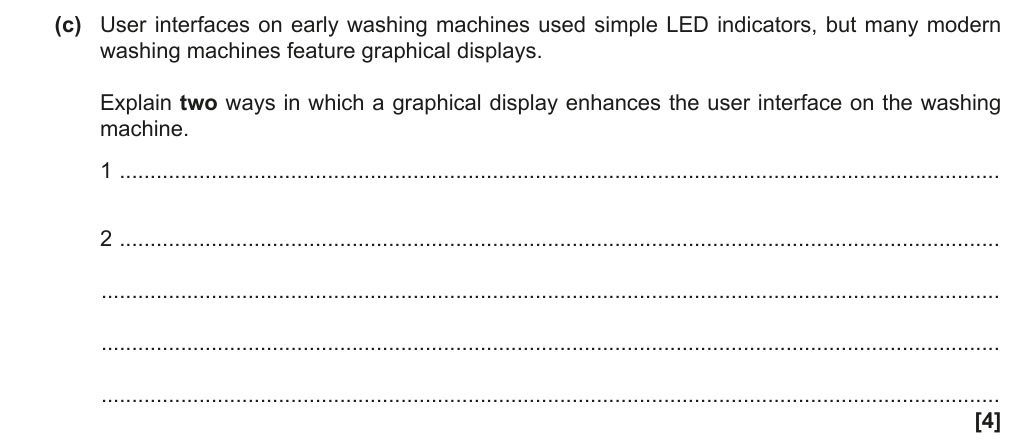 (c) User interfaces on early washing machines used simple LED indicators, but many modern
washing machines feature graphical displays.
Explain two ways in which a graphical display enhances the user interface on the washing
machine.
1 ..........................................................................................................................................
2 ..........................................................................................................................................
..........................................................................................................................................
..........................................................................................................................................
..........................................................................................................................................
[4]